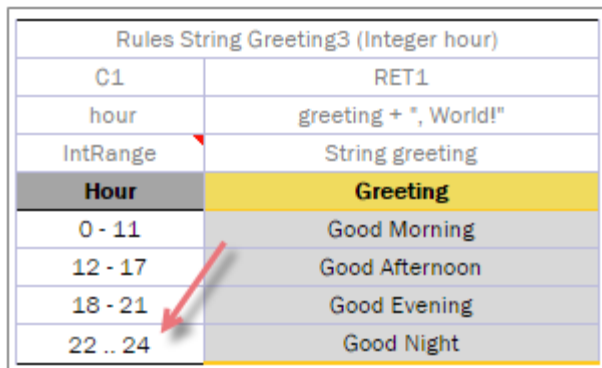 Rules String Greeting3 (Integer hour)
C1 RET1
hour greeting + ", World!"
IntRange String greeting
Hour Greeting
0 - 11 Good Morning
12 - 17 Good Afternoon
18 - 21 Good Evening
22 .. 24 Good Night